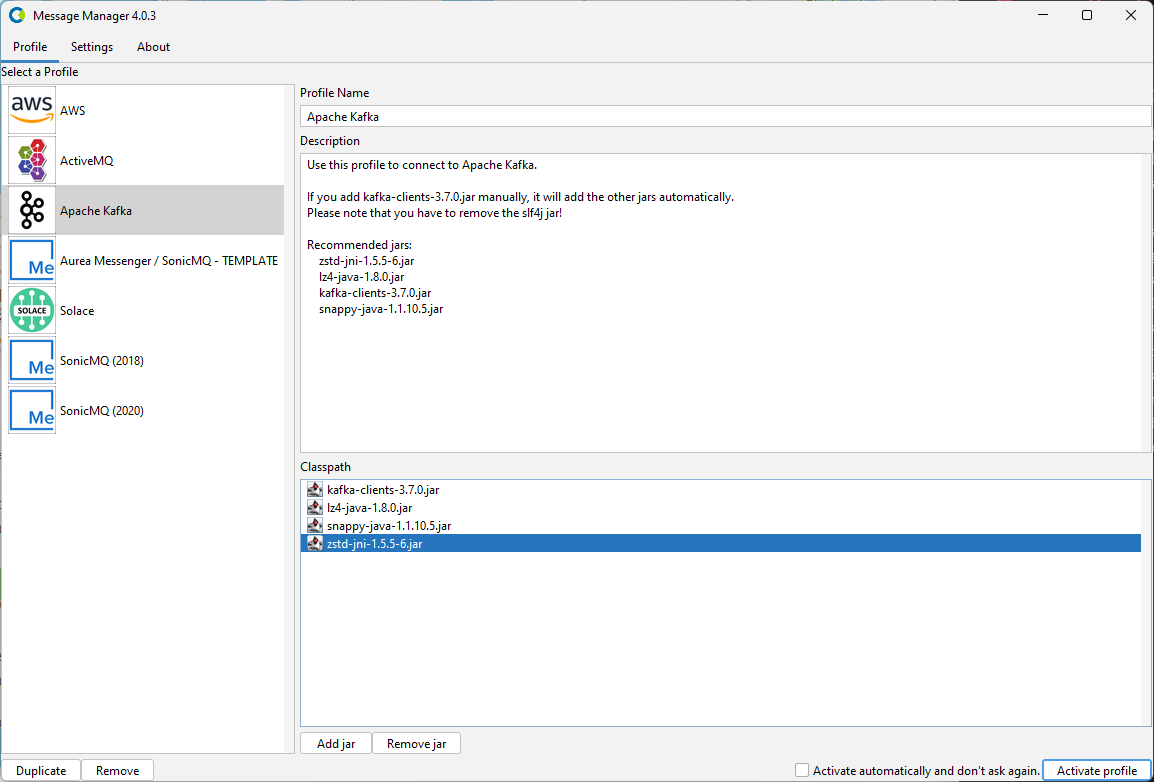 Message Manager 4.0.3
Profile Settings About
Select a Profile
aws AWS
ActiveMQ
Apache Kafka
Me Aurea Messenger / SonicMQ - TEMPLATE
SOLACE Solace
Me SonicMQ (2018)
Me SonicMQ (2020)
Profile Name
Apache Kafka
Description
Use this profile to connect to Apache Kafka.
If you add kafka-clients-3.7.0.jar manually, it will add the other jars automatically.
Please note that you have to remove the slf4j jar!
Recommended jars:
zstd-jni-1.5.5-6.jar
lz4-java-1.8.0.jar
kafka-clients-3.7.0.jar
snappy-java-1.1.10.5.jar
Classpath
kafka-clients-3.7.0.jar
lz4-java-1.8.0.jar
snappy-java-1.1.10.5.jar
zstd-jni-1.5.5-6.jar
Add jar Remove jar
Duplicate Remove Activate automatically and don't ask again. Activate profile